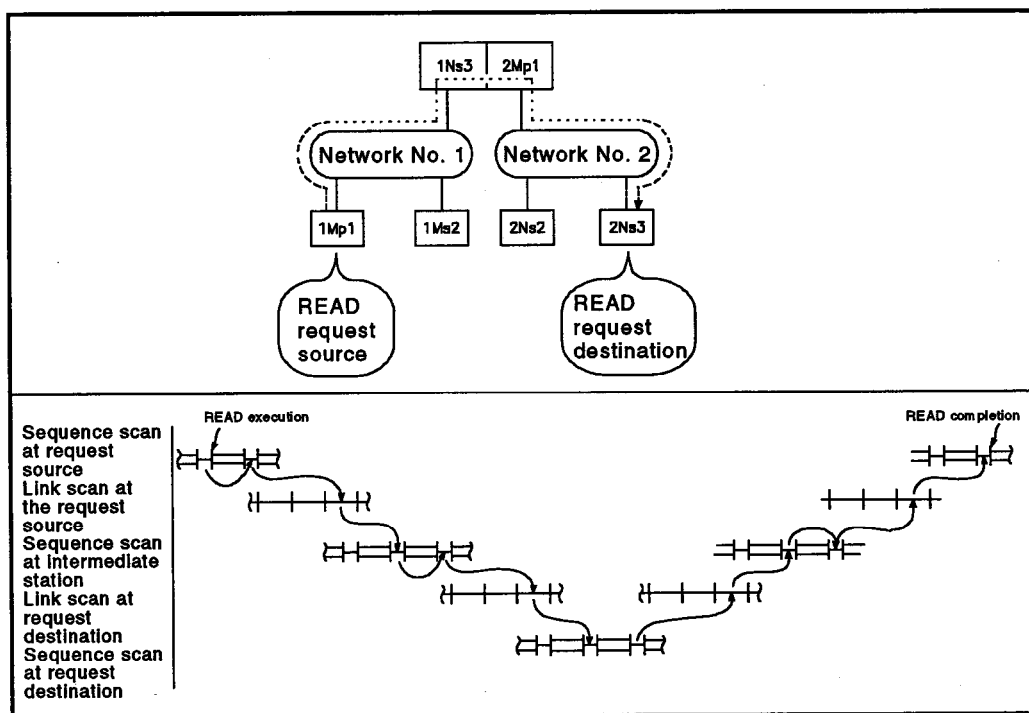 1Ns3 2Mp1
Network No. 1
Network No. 2
1Mp1
1Ms2
2Ns2
2Ns3
READ
request
source
READ
request
destination
READ execution
READ completion
Sequence scan
at request
source
Link scan at
the request
source
Sequence scan
at intermediate
station
Link scan at
request
destination
Sequence scan
at request
destination